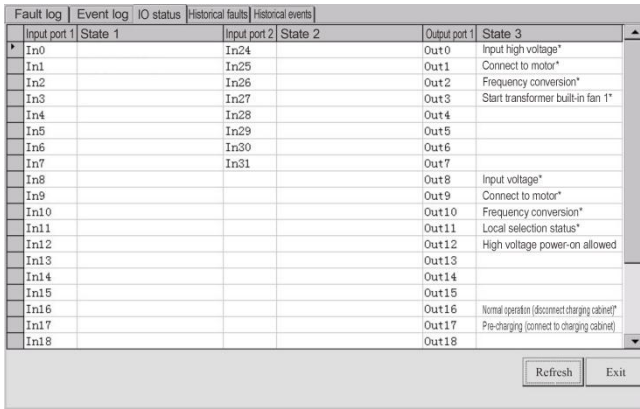 Fault log Event log IO status Historical faults Historical events
Input port 1 State 1 Input port 2 State 2 Output port 1 State 3
In0 In24 Out0 Input high voltage*
In1 In25 Out1 Connect to motor*
In2 In26 Out2 Frequency conversion*
In3 In27 Out3 Start transformer built-in fan 1*
In4 In28 Out4
In5 In29 Out5
In6 In30 Out6
In7 In31 Out7
In8 Out8 Input voltage*
In9 Out9 Connect to motor*
In10 Out10 Frequency conversion*
In11 Out11 Local selection status*
In12 Out12 High voltage power-on allowed
In13 Out13
In14 Out14
In15 Out15
In16 Out16 Normal operation (disconnect charging cabinet)*
In17 Out17 Pre-charging (connect to charging cabinet)
In18 Out18
Refresh Exit